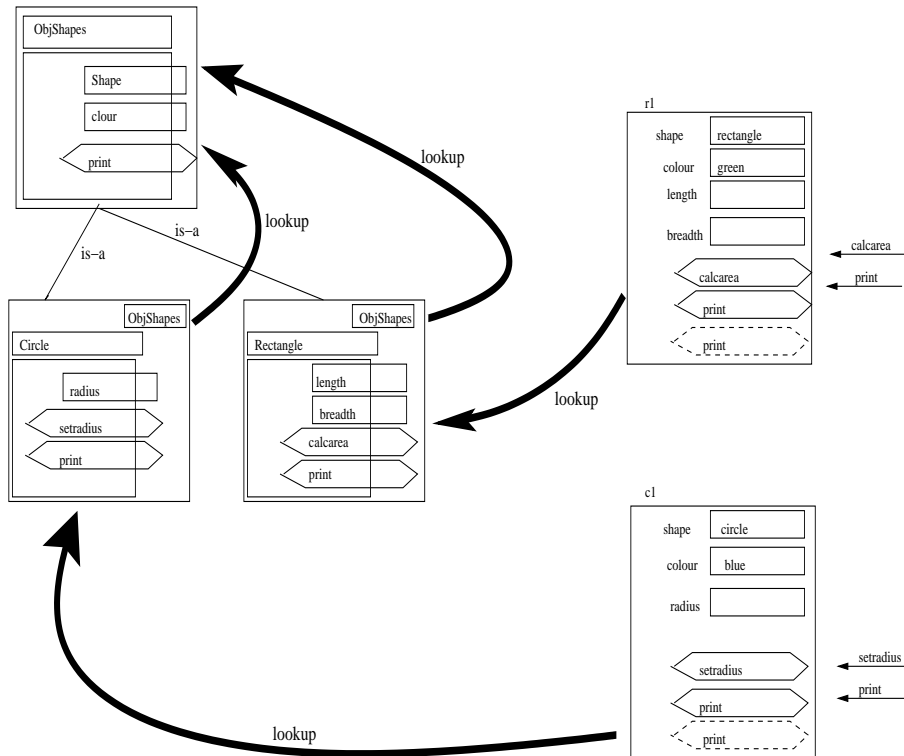 ObjShapes
Shape
clour
print
lookup
lookup
is-a
is-a
ObjShapes
Circle
radius
setradius
print
ObjShapes
Rectangle
length
breadth
calcarea
print
r1
shape rectangle
colour green
length
breadth
calcarea
print
print
calcarea
print
lookup
c1
shape circle
colour blue
radius
setradius
print
print
setradius
print
lookup